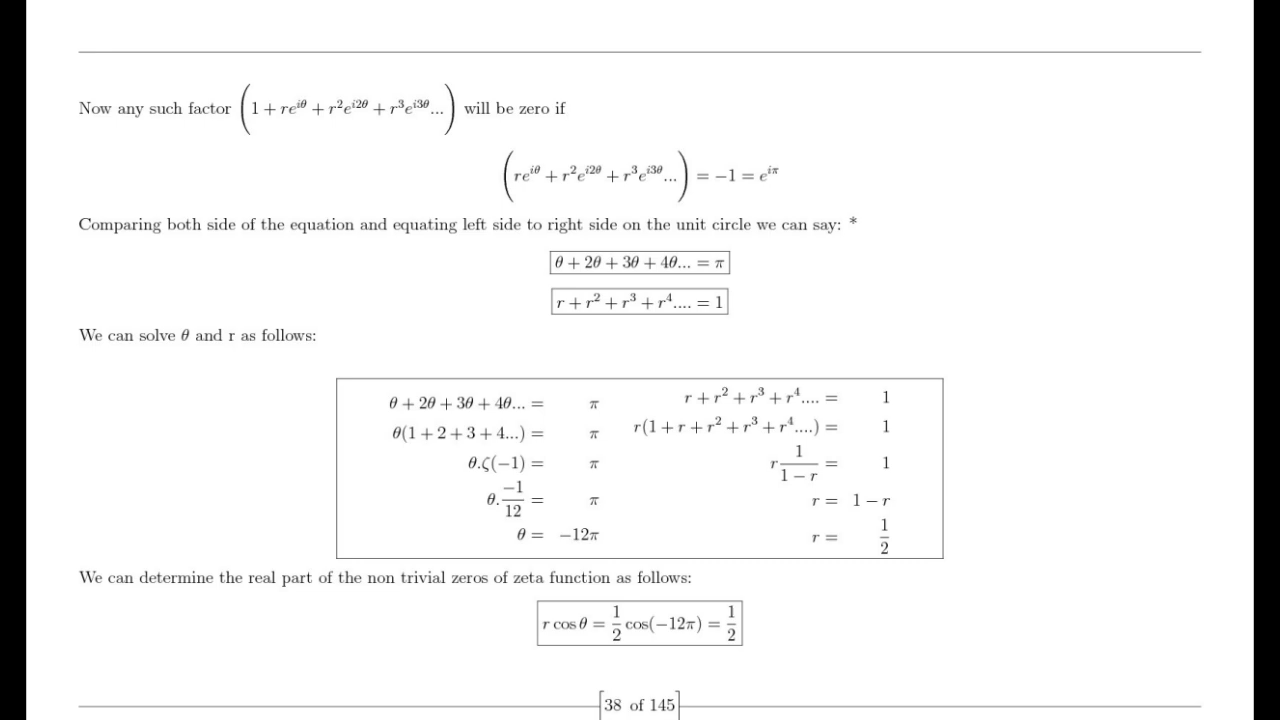 Now any such factor (1 + re^{iθ} + r^2e^{i2θ} + r^3e^{i3θ}...) will be zero if
(re^{iθ} + r^2e^{i2θ} + r^3e^{i3θ}...) = −1 = e^{iπ}
Comparing both side of the equation and equating left side to right side on the unit circle we can say: *
θ + 2θ + 3θ + 4θ... = π
r + r^2 + r^3 + r^4.... = 1
We can solve θ and r as follows:
θ + 2θ + 3θ + 4θ... = π
θ(1 + 2 + 3 + 4...) = π
θ.ζ(−1) = π
θ.\frac{−1}{12} = π
θ = −12π
r + r^2 + r^3 + r^4.... = 1
r(1 + r + r^2 + r^3 + r^4....) = 1
r\frac{1}{1 − r} = 1
r = 1 − r
r = \frac{1}{2}
We can determine the real part of the non trivial zeros of zeta function as follows:
r cos θ = \frac{1}{2} cos(−12π) = \frac{1}{2}
[38 of 145]